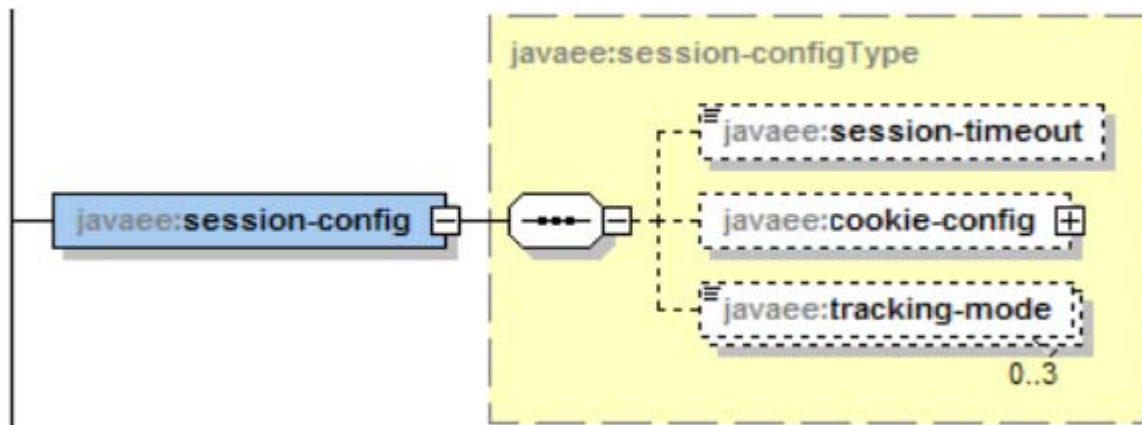 javaee:session-configType
javaee:session-timeout
javaee:session-config
javaee:cookie-config
javaee:tracking-mode
0..3